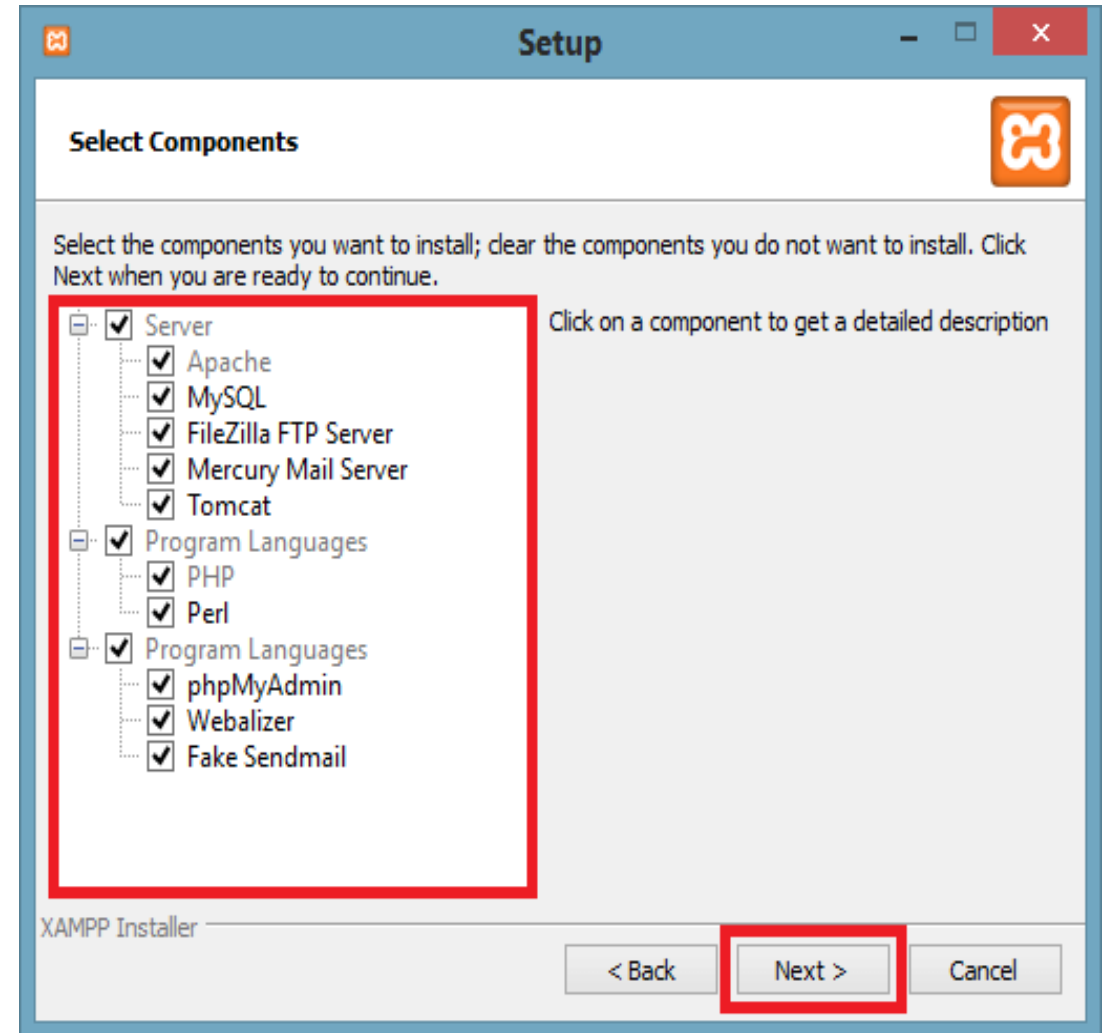 Setup
Select Components
Select the components you want to install; clear the components you do not want to install. Click
Next when you are ready to continue.
Server
Click on a component to get a detailed description
Apache
MySQL
FileZilla FTP Server
Mercury Mail Server
Tomcat
Program Languages
PHP
Perl
Program Languages
phpMyAdmin
Webalizer
Fake Sendmail
XAMPP Installer
< Back
Next >
Cancel